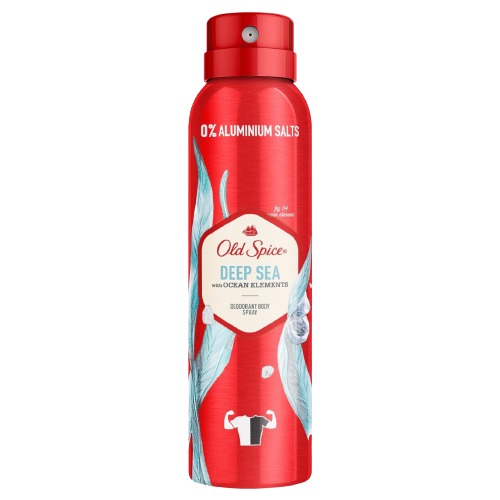 0% ALUMINIUM SALTS
Old Spice®
DEEP SEA
with OCEAN ELEMENTS
DEODORANT BODY
SPRAY